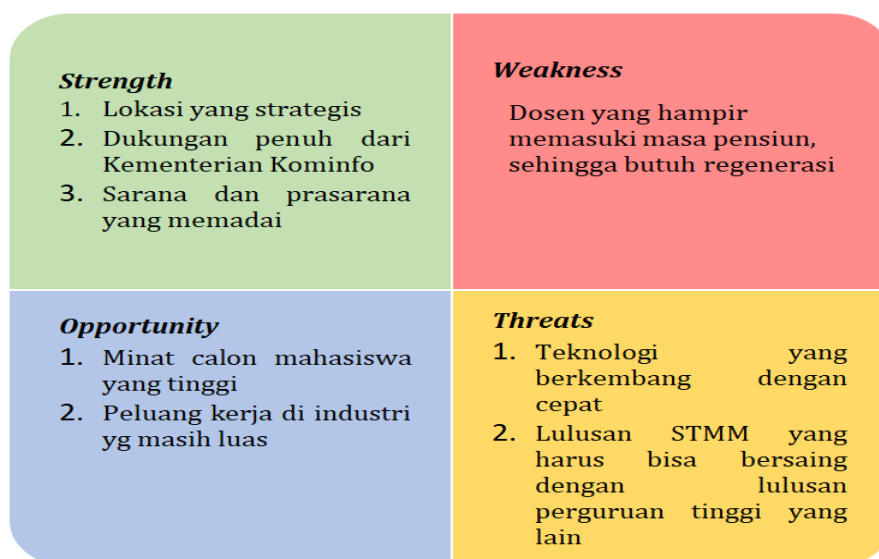 Strength
1. Lokasi yang strategis
2. Dukungan penuh dari
Kementerian Kominfo
3. Sarana dan prasarana
yang memadai
Weakness
Dosen yang hampir
memasuki masa pensiun,
sehingga butuh regenerasi
Opportunity
1. Minat calon mahasiswa
yang tinggi
2. Peluang kerja di industri
yg masih luas
Threats
1. Teknologi yang
berkembang dengan
cepat
2. Lulusan STMM yang
harus bisa bersaing
dengan lulusan
perguruan tinggi yang
lain